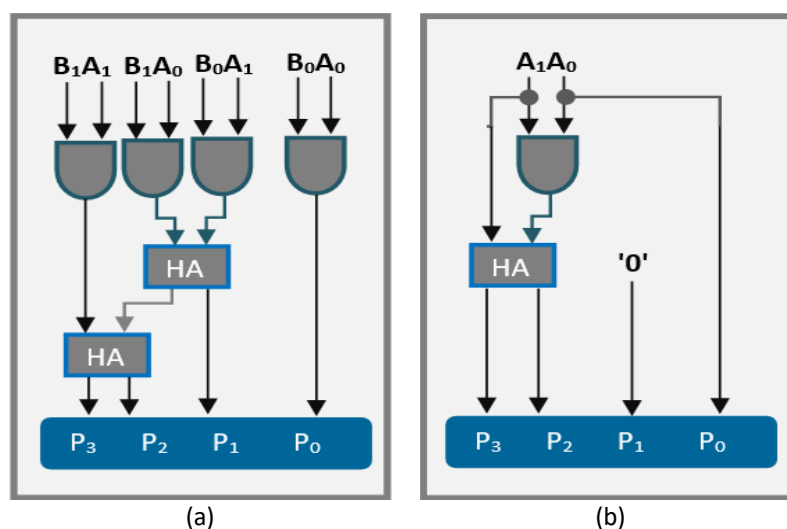 B₁A₁ B₁A₀ B₀A₁ B₀A₀
HA
HA
P₃ P₂ P₁ P₀
(a)
A₁A₀
HA
'0'
P₃ P₂ P₁ P₀
(b)